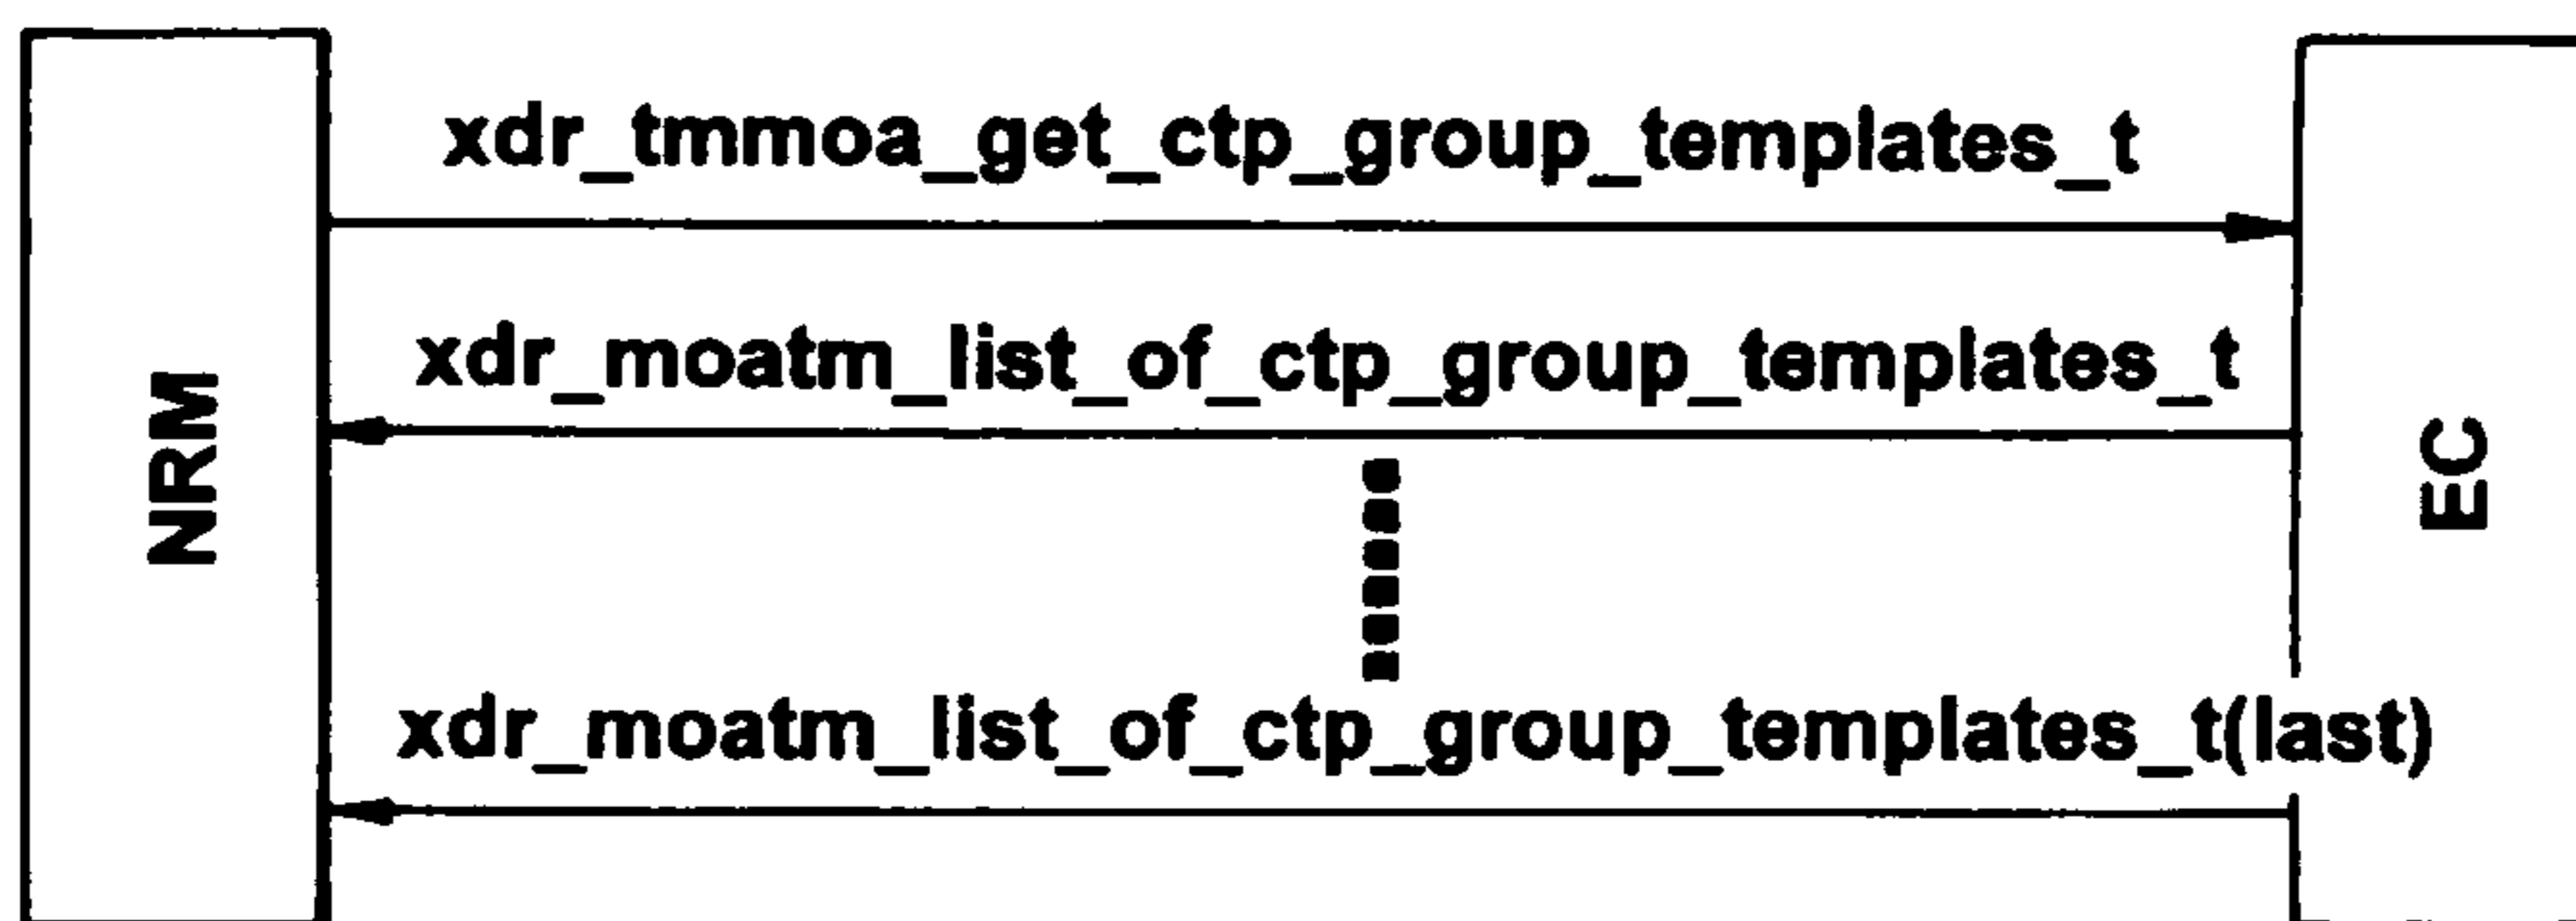 xdr_tmmoa_get_ctp_group_templates_t
xdr_moatm_list_of_ctp_group_templates_t
NRM
EC
xdr_moatm_list_of_ctp_group_templates_t(last)